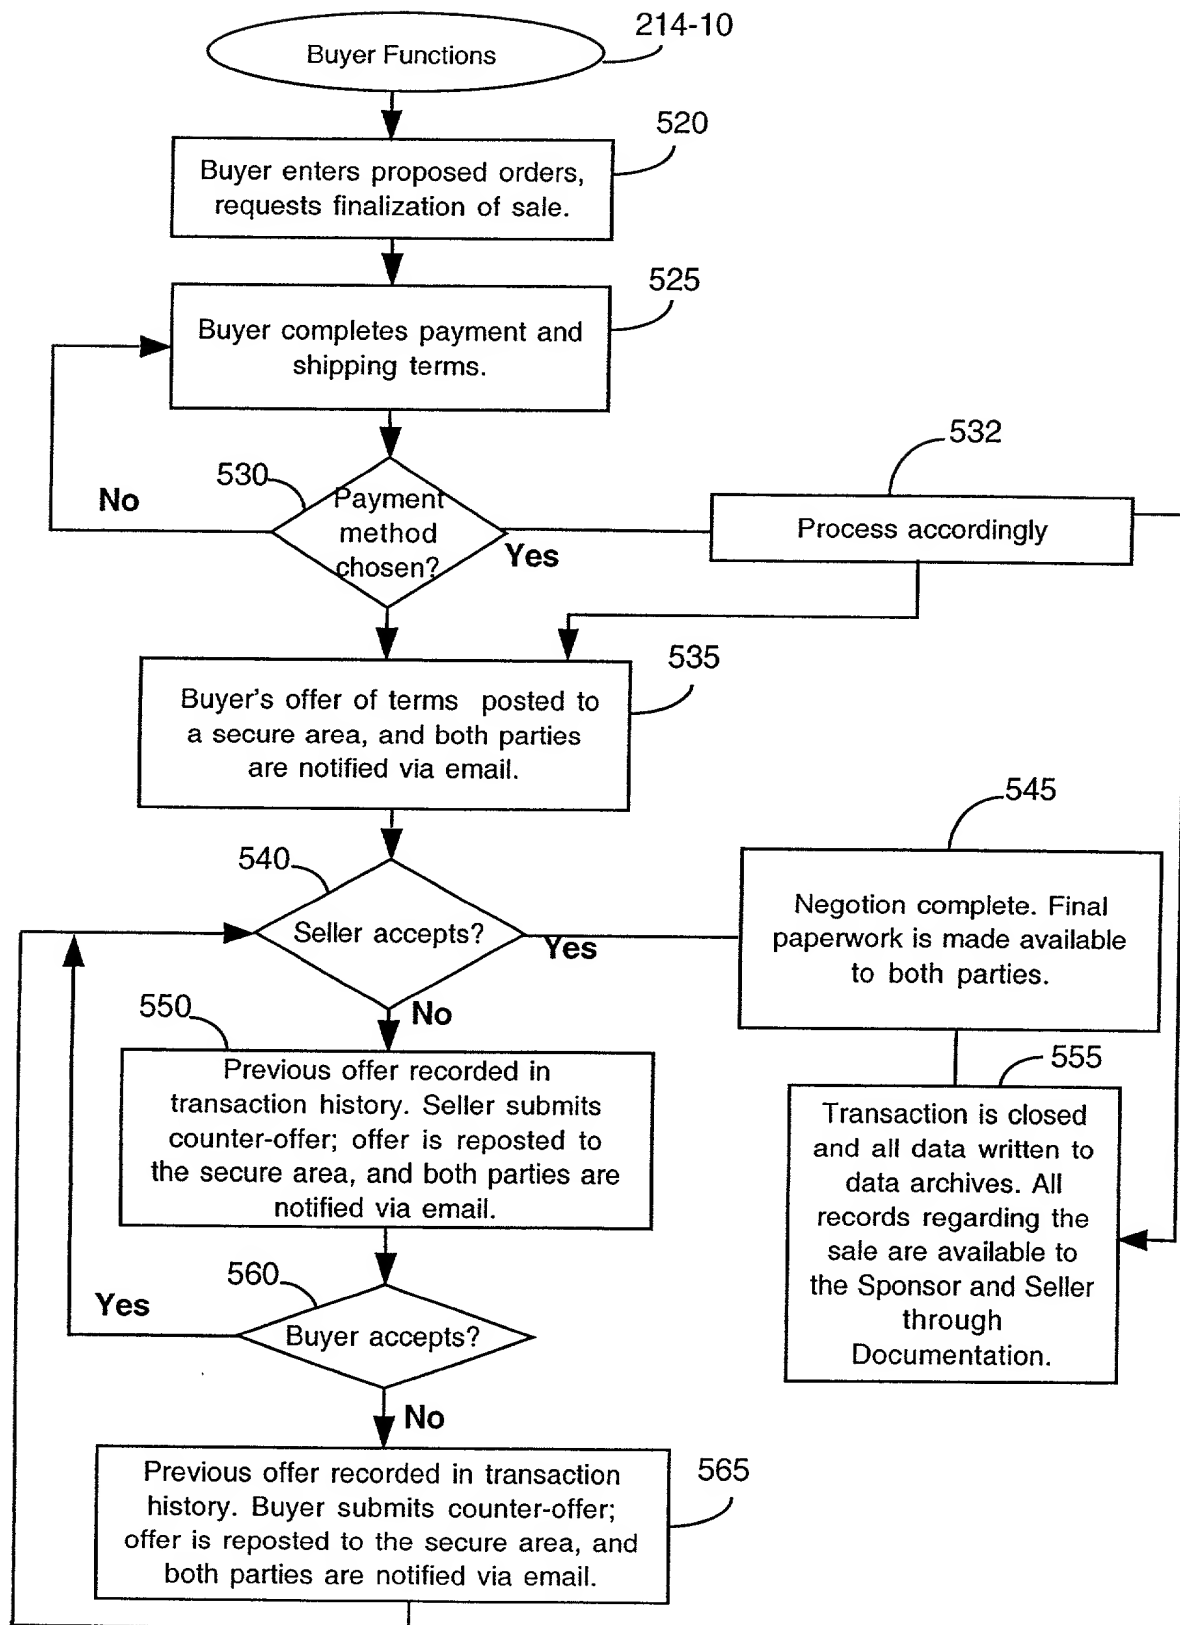 214-10
Buyer Functions
520
Buyer enters proposed orders,
requests finalization of sale.
525
Buyer completes payment and
shipping terms.
532
530
Payment
method
chosen?
No
Yes
Process accordingly
535
Buyer's offer of terms posted to
a secure area, and both parties
are notified via email.
545
540
Seller accepts?
Yes
No
Negotion complete. Final
paperwork is made available
to both parties.
550
Previous offer recorded in
transaction history. Seller submits
counter-offer; offer is reposted to
the secure area, and both parties are
notified via email.
555
Transaction is closed
and all data written to
data archives. All
records regarding the
sale are available to
the Sponsor and Seller
through
Documentation.
560
Yes
Buyer accepts?
No
565
Previous offer recorded in transaction
history. Buyer submits counter-offer;
offer is reposted to the secure area, and
both parties are notified via email.